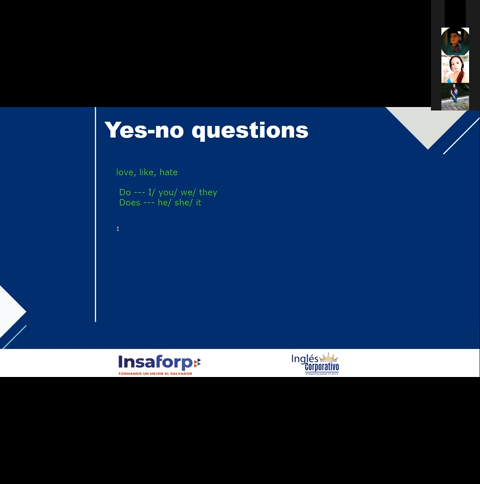 Yes-no questions
love, like, hate
Do --- I/ you/ we/ they
Does --- he/ she/ it
Insaforp
FORMANDO UN MEJOR EL SALVADOR
Inglés
Corporativo